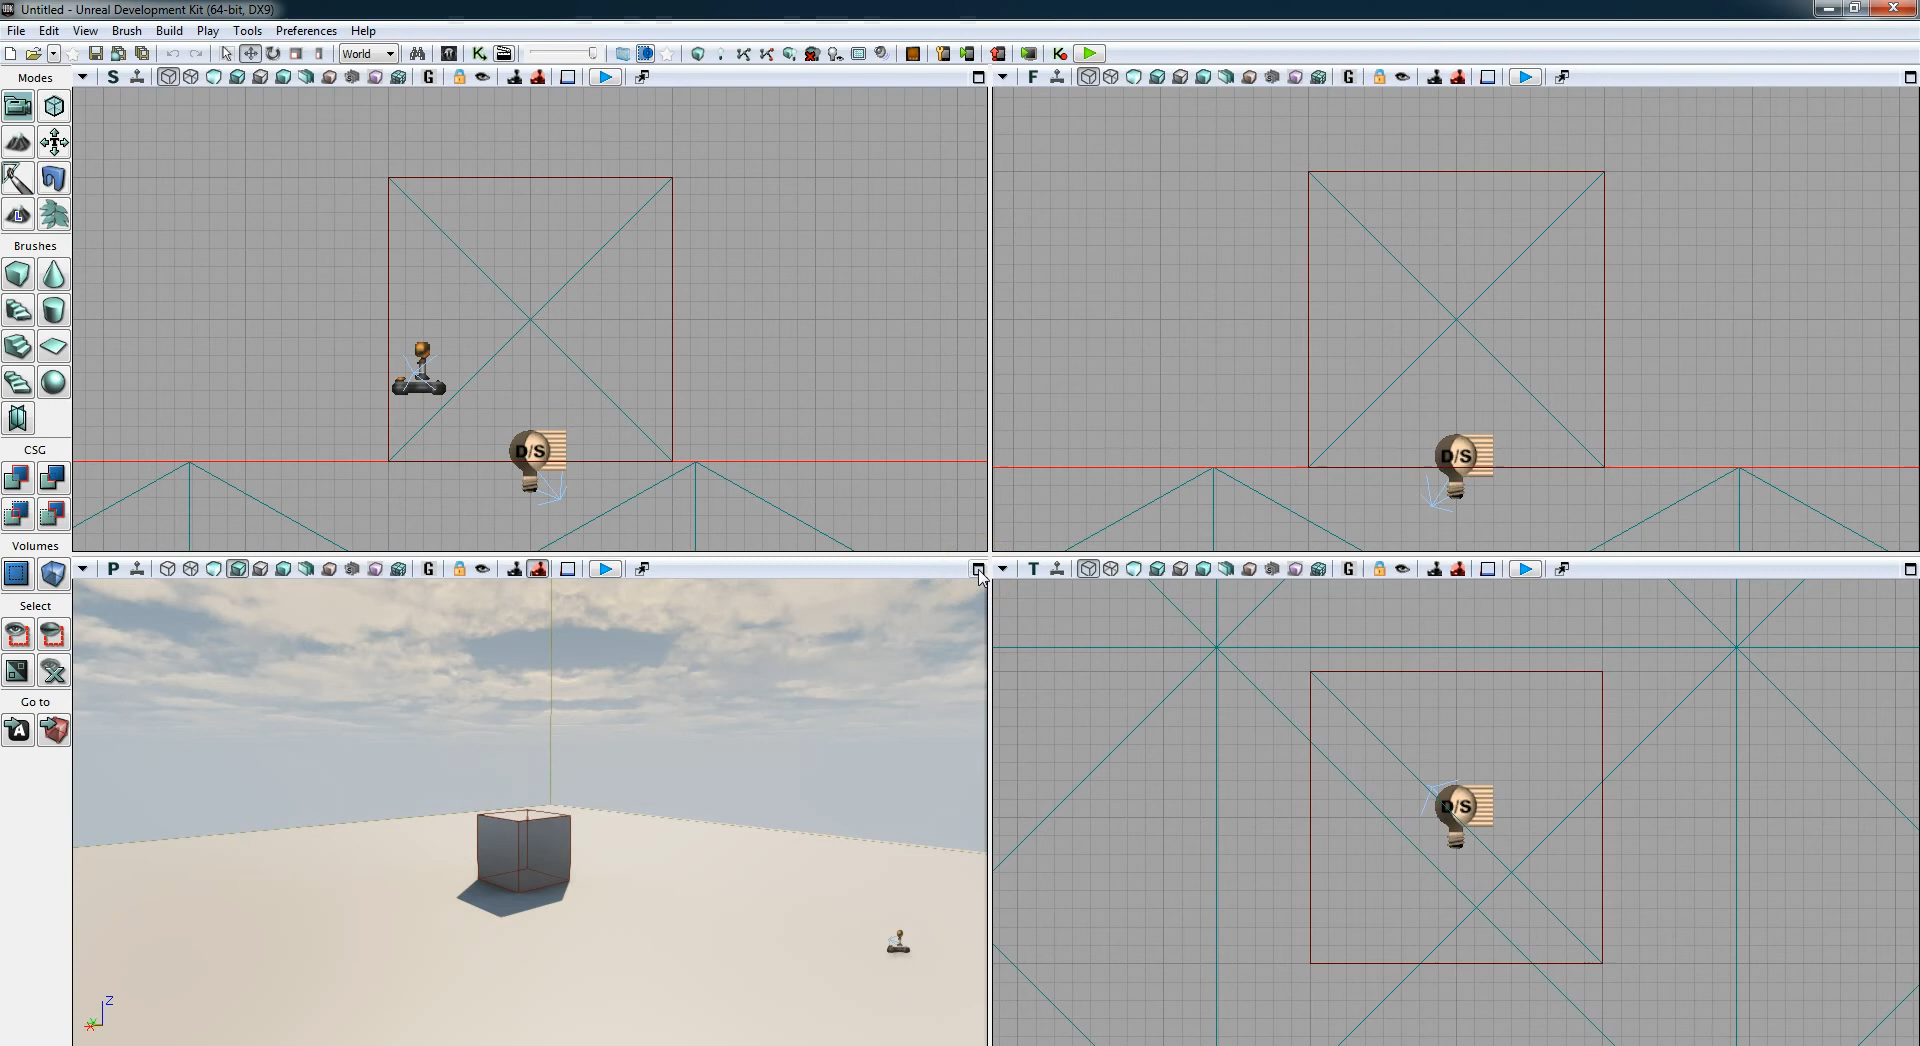 Untitled - Unreal Development Kit (64-bit, DX9)
File Edit View Brush Build Play Tools Preferences Help
World
Modes
S G
F G
L
Brushes
D/S
D/S
CSG
Volumes
P G
T G
Select
Go to
A
D/S
Z